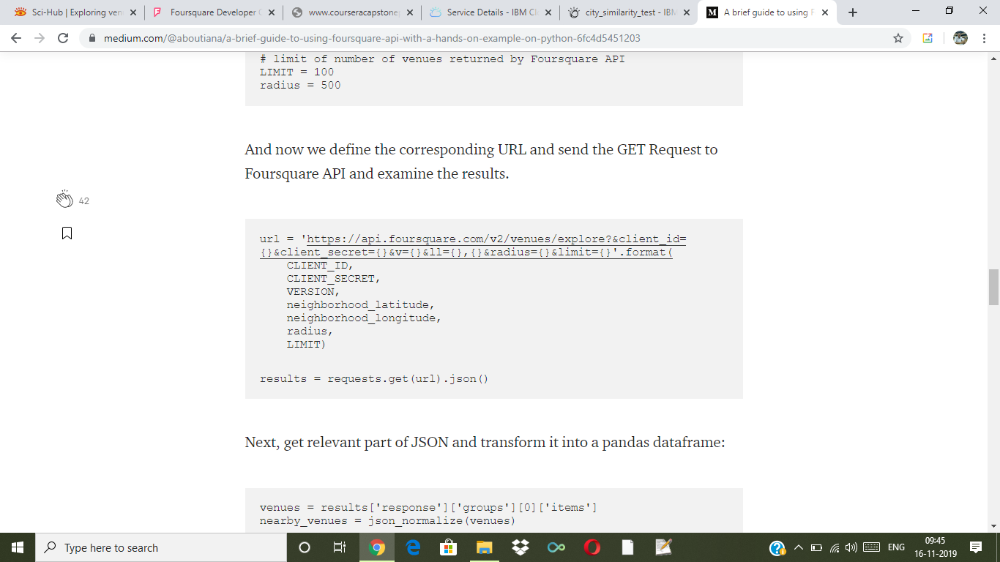 Sci-Hub | Exploring ven
Foursquare Developer
www.courseracapstone
Service Details - IBM Cl
city_similarity_test - IBM
M
A brief guide to using F
medium.com/@aboutiana/a-brief-guide-to-using-foursquare-api-with-a-hands-on-example-on-python-6fc4d5451203
# limit of number of venues returned by Foursquare API
LIMIT = 100
radius = 500
And now we define the corresponding URL and send the GET Request to
Foursquare API and examine the results.
42
url = 'https://api.foursquare.com/v2/venues/explore?&client_id=
{}&client_secret={}&v={}&ll={},{}&radius={}&limit={}'.format(
CLIENT_ID,
CLIENT_SECRET,
VERSION,
neighborhood_latitude,
neighborhood_longitude,
radius,
LIMIT)
results = requests.get(url).json()
Next, get relevant part of JSON and transform it into a pandas dataframe:
venues = results['response']['groups'][0]['items']
nearby_venues = json_normalize(venues)
Type here to search
ENG
09:45
16-11-2019